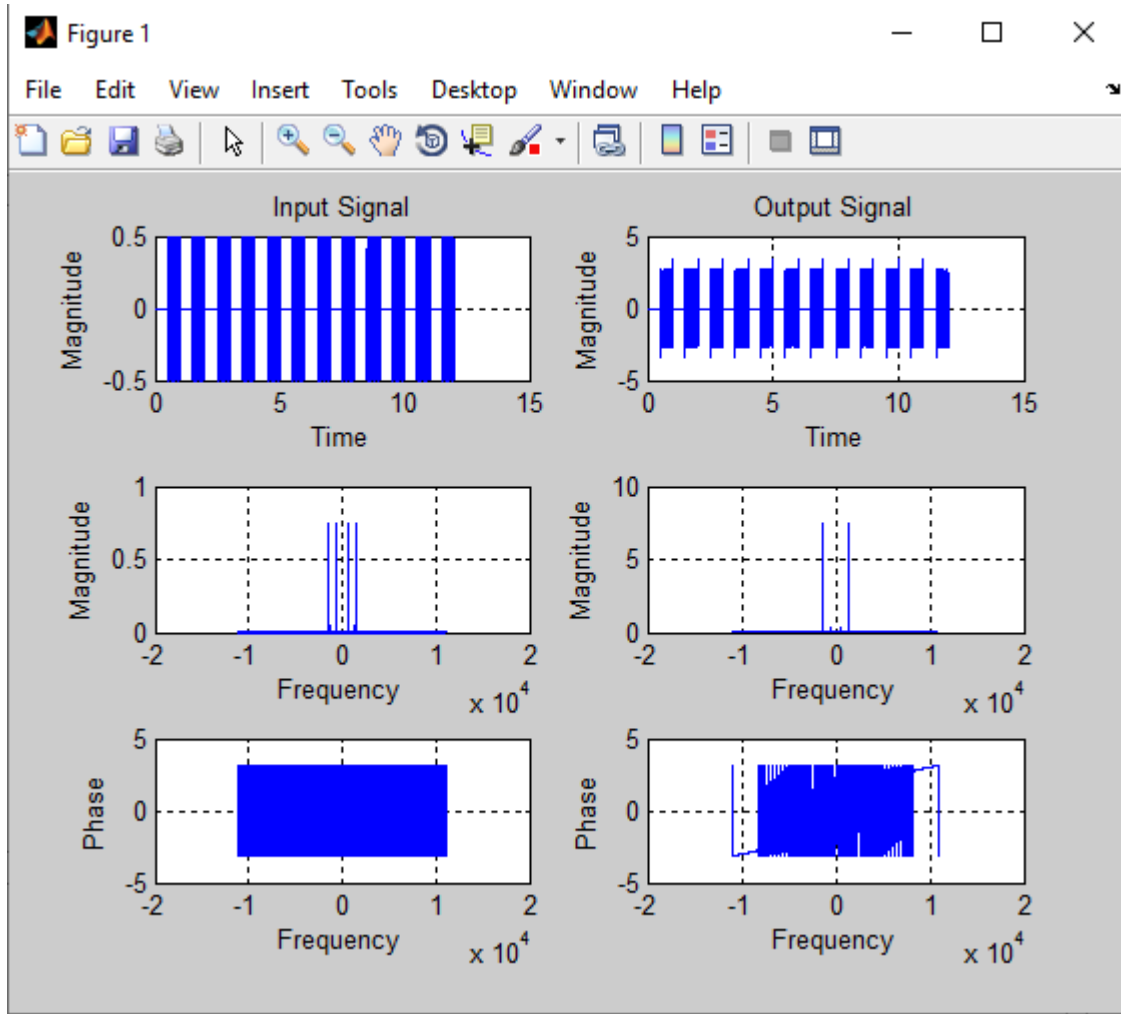 Figure 1
File Edit View Insert Tools Desktop Window Help
Input Signal
Magnitude
0.5
0
-0.5
0 5 10 15
Time
Output Signal
Magnitude
5
0
-5
0 5 10 15
Time
Magnitude
1
0.5
0
-2 -1 0 1 2
Frequency
x 10^4
Magnitude
10
5
0
-2 -1 0 1 2
Frequency
x 10^4
Phase
5
0
-5
-2 -1 0 1 2
Frequency
x 10^4
Phase
5
0
-5
-2 -1 0 1 2
Frequency
x 10^4